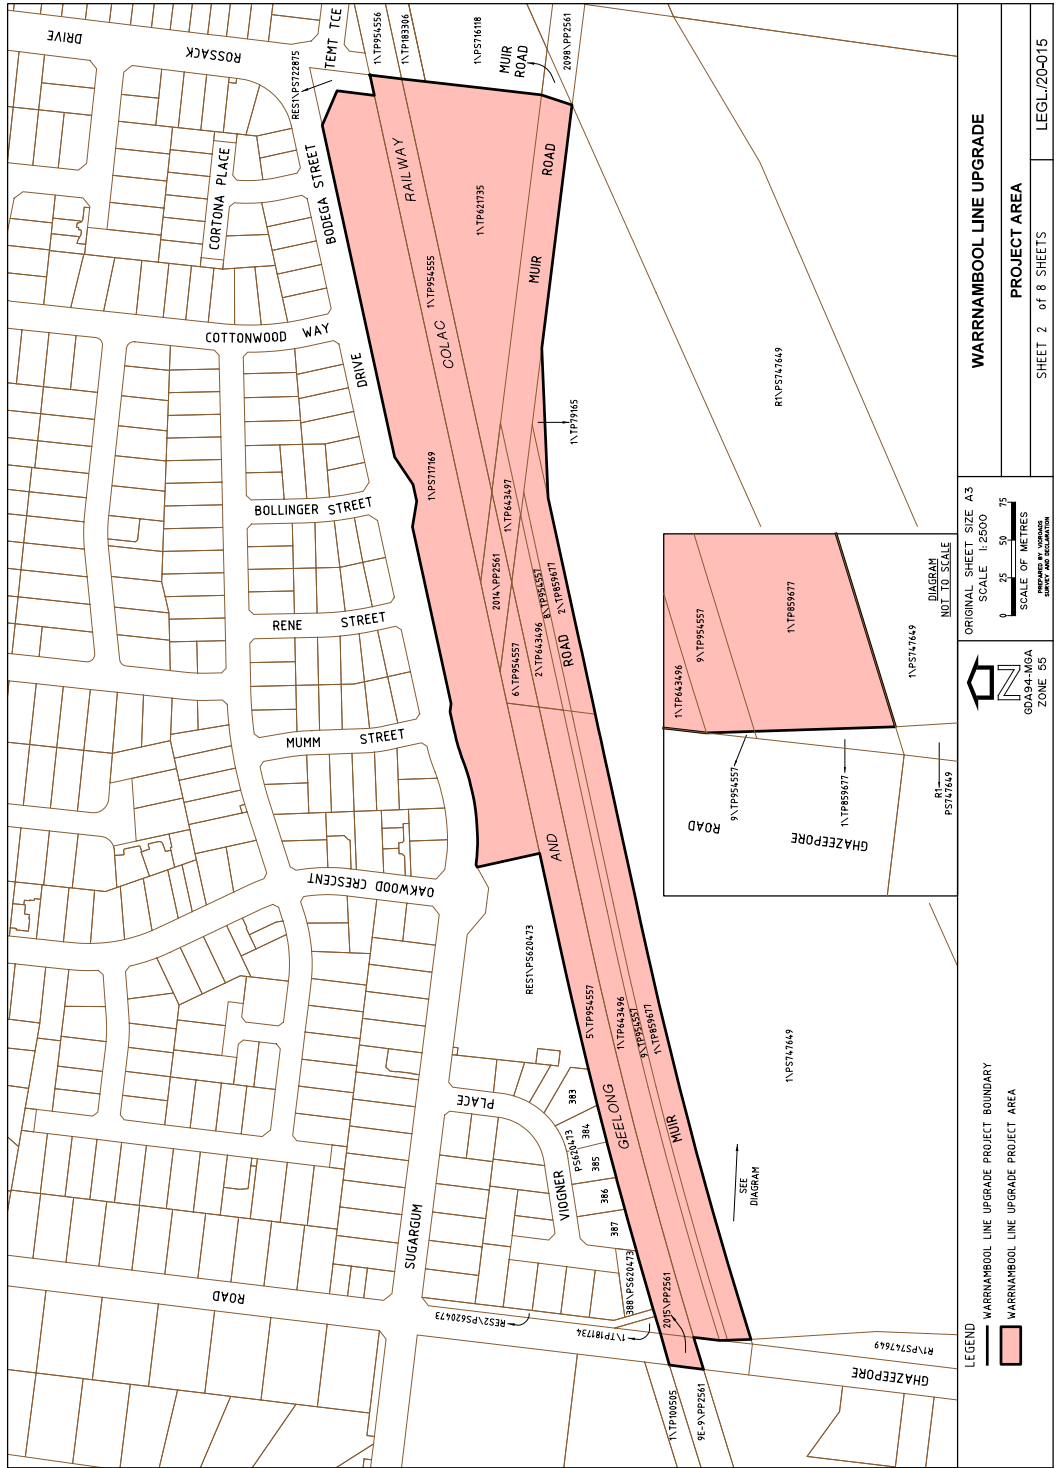 DRIVE
ROSSACK
RES1\PS722875
TEMT TCE
1\TP954556
1\TP183306
1\PS716118
MUIR
ROAD
2098\PP2561
CORTONA PLACE
BODEGA STREET
RAILWAY
1\TP621735
ROAD
MUIR
1\TP954555
COLAC
COTTONWOOD WAY
DRIVE
R1\PS747649
1\TP79165
1\PS717169
BOLLINGER STREET
1\TP643497
2014\PP2561
8\TP954557
2\TP859677
RENE STREET
6\TP954557
2\TP643496
ROAD
MUMM STREET
AND
OAKWOOD CRESCENT
RES1\PS620473
5\TP954557
1\TP643496
9\TP954557
1\TP859677
GEELONG
MUIR
1\PS747649
PLACE
VIOGNER
PS620473
383
384
385
386
387
388\PS620473
SUGARGUM
ROAD
RES2\PS620473
1\TP181734
2015\PP2561
1\TP100505
9E-9\PP2561
GHAZEEPORE
R1\PS747649
SEE
DIAGRAM
1\TP643496
9\TP954557
1\TP859677
DIAGRAM
NOT TO SCALE
1\PS747649
9\TP954557
1\TP859677
R1
PS747649
ROAD
GHAZEEPORE
LEGEND
WARRNAMBOOL LINE UPGRADE PROJECT BOUNDARY
WARRNAMBOOL LINE UPGRADE PROJECT AREA
N
GDA94-MGA
ZONE 55
ORIGINAL SHEET SIZE A3
SCALE 1:2500
0 25 50 75
SCALE OF METRES
PREPARED BY VICROADS
SURVEY AND DECLARATION
WARRNAMBOOL LINE UPGRADE
PROJECT AREA
SHEET 2 of 8 SHEETS
LEGL./20-015